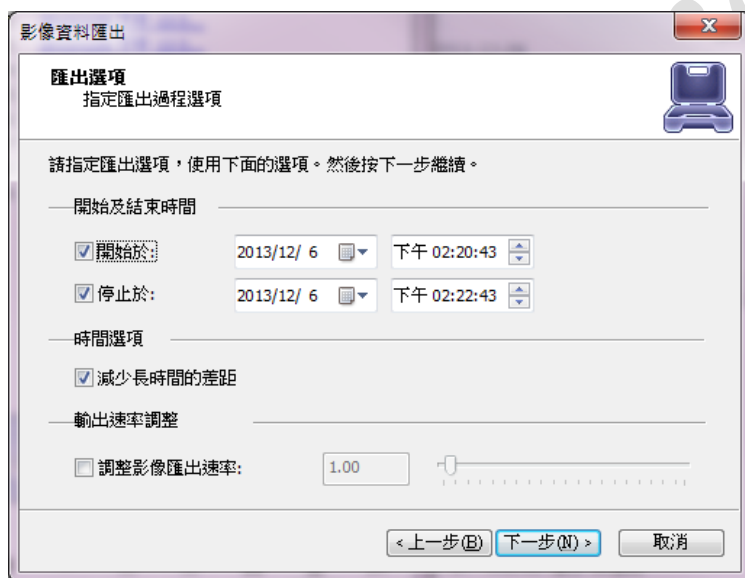 影像資料匯出
匯出選項
指定匯出過程選項
請指定匯出選項，使用下面的選項。然後按下一步繼續。
開始及結束時間
開始於: 2013/12/ 6 下午 02:20:43
停止於: 2013/12/ 6 下午 02:22:43
時間選項
減少長時間的差距
輸出速率調整
調整影像匯出速率: 1.00
<上一步(B) 下一步(N)> 取消